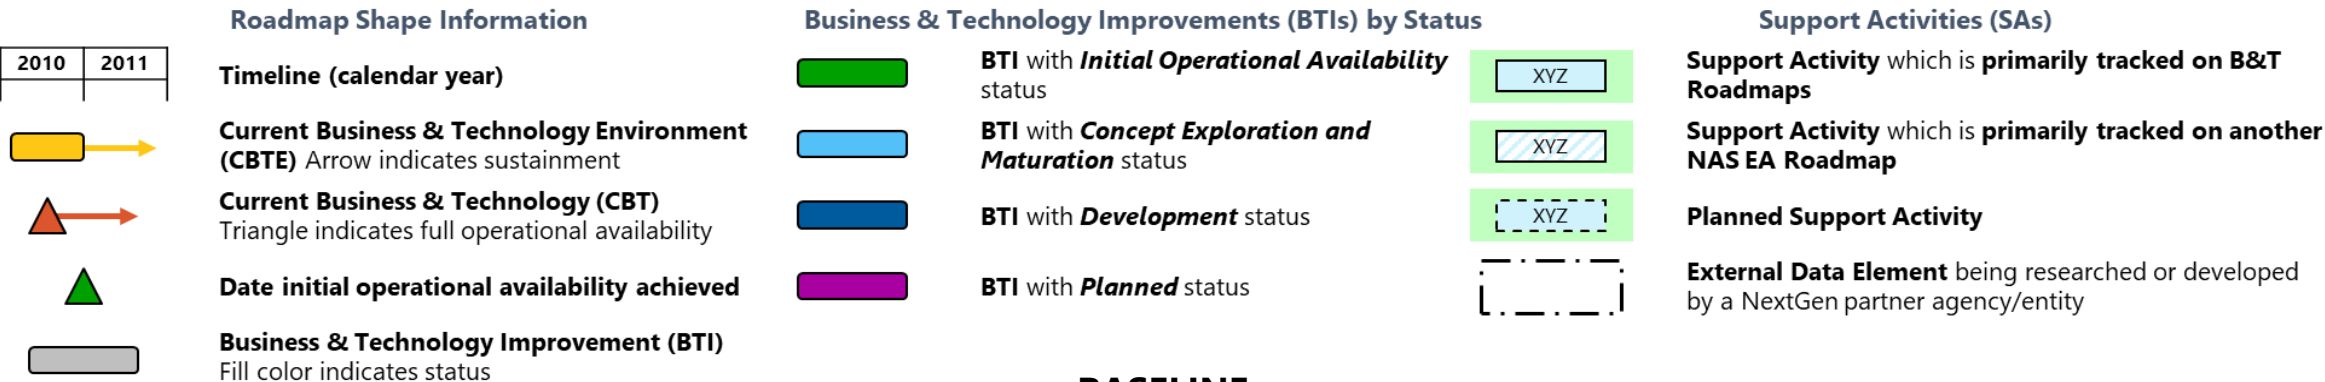 Roadmap Shape Information
2010 2011
Timeline (calendar year)
Current Business & Technology Environment
(CBTE) Arrow indicates sustainment
Current Business & Technology (CBT)
Triangle indicates full operational availability
Date initial operational availability achieved
Business & Technology Improvement (BTI)
Fill color indicates status
Business & Technology Improvements (BTIs) by Status
BTI with Initial Operational Availability
status
BTI with Concept Exploration and
Maturation status
BTI with Development status
BTI with Planned status
Support Activities (SAs)
XYZ
Support Activity which is primarily tracked on B&T
Roadmaps
XYZ
Support Activity which is primarily tracked on another
NAS EA Roadmap
XYZ
Planned Support Activity
External Data Element being researched or developed
by a NextGen partner agency/entity
BASELINE